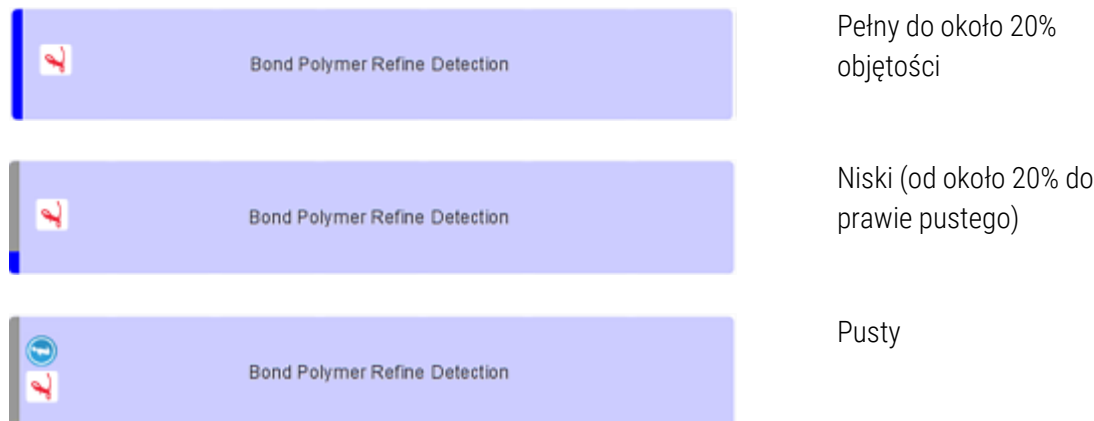 Bond Polymer Refine Detection
Pełny do około 20%
objętości
Bond Polymer Refine Detection
Niski (od około 20% do
prawie pustego)
Bond Polymer Refine Detection
Pusty